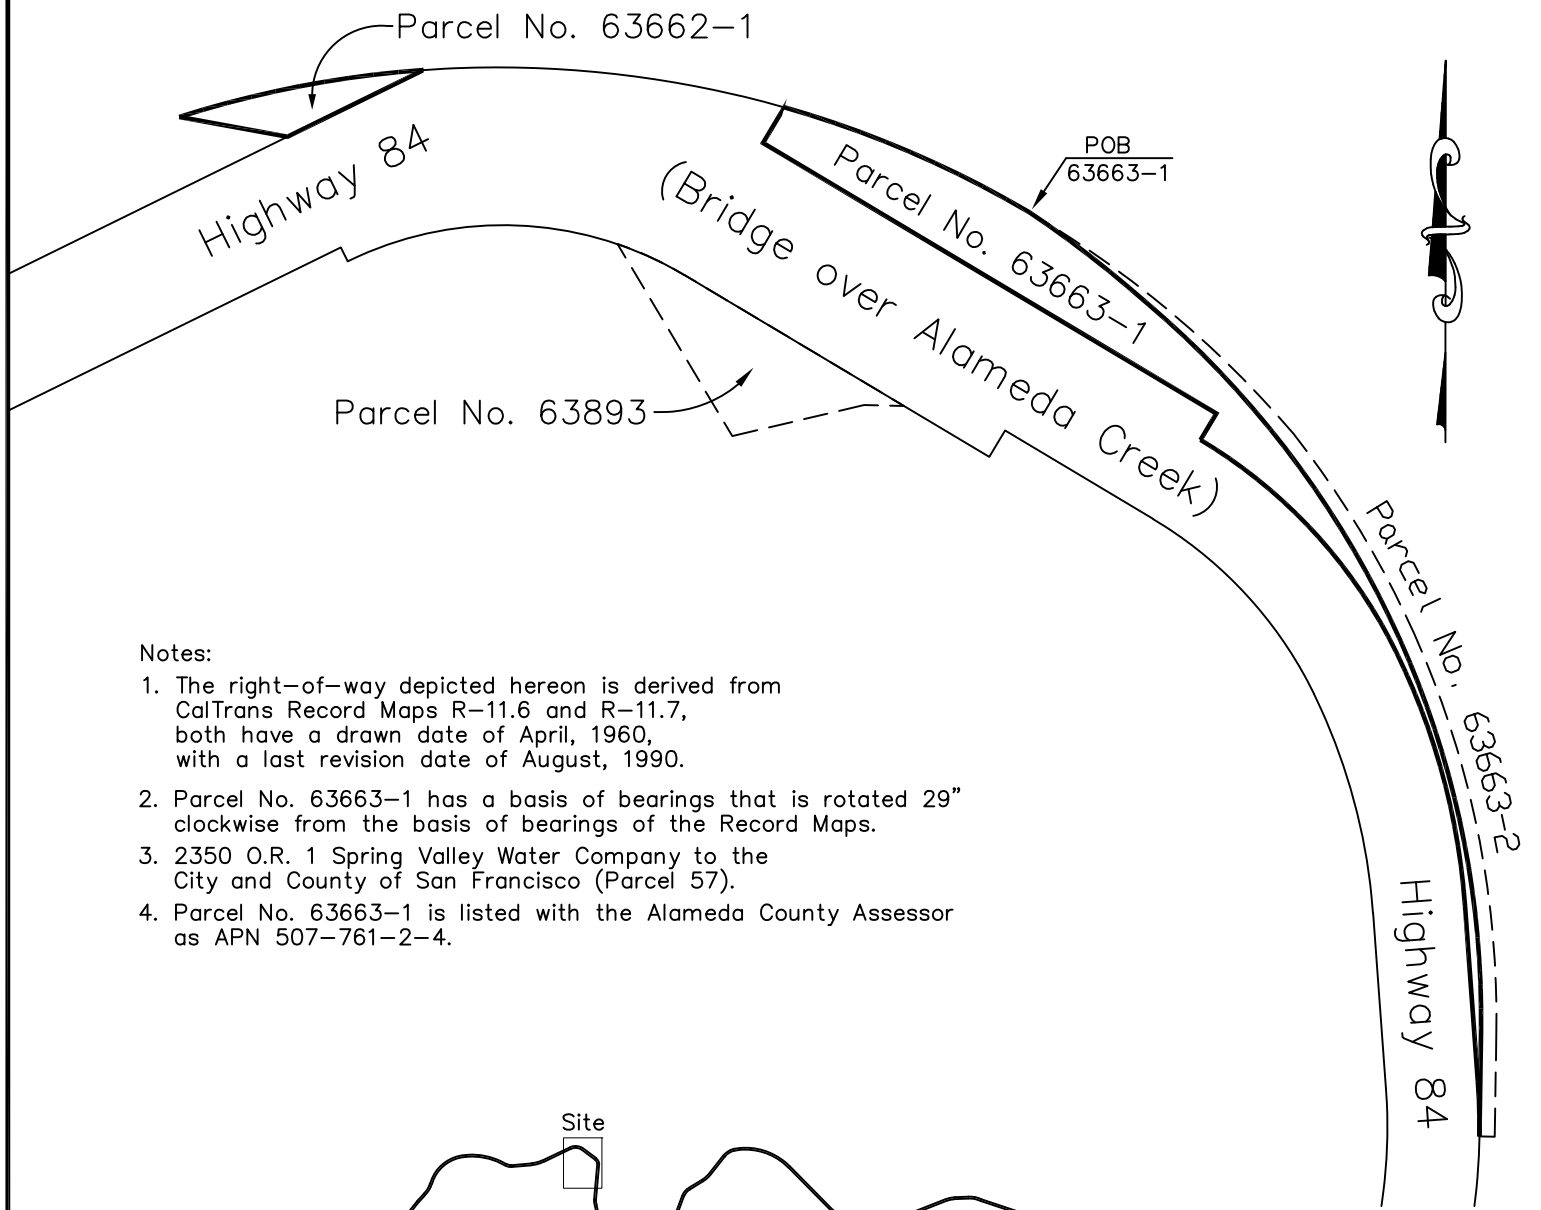 Parcel No. 63662-1
Highway 84
(Bridge over Alameda Creek)
Parcel No. 63663-1
POB
63663-1
Parcel No. 63893
Parcel No. 63663-2
Highway 84
Notes:
1. The right-of-way depicted hereon is derived from
CalTrans Record Maps R-11.6 and R-11.7,
both have a drawn date of April, 1960,
with a last revision date of August, 1990.
2. Parcel No. 63663-1 has a basis of bearings that is rotated 29"
clockwise from the basis of bearings of the Record Maps.
3. 2350 O.R. 1 Spring Valley Water Company to the
City and County of San Francisco (Parcel 57).
4. Parcel No. 63663-1 is listed with the Alameda County Assessor
as APN 507-761-2-4.
Site